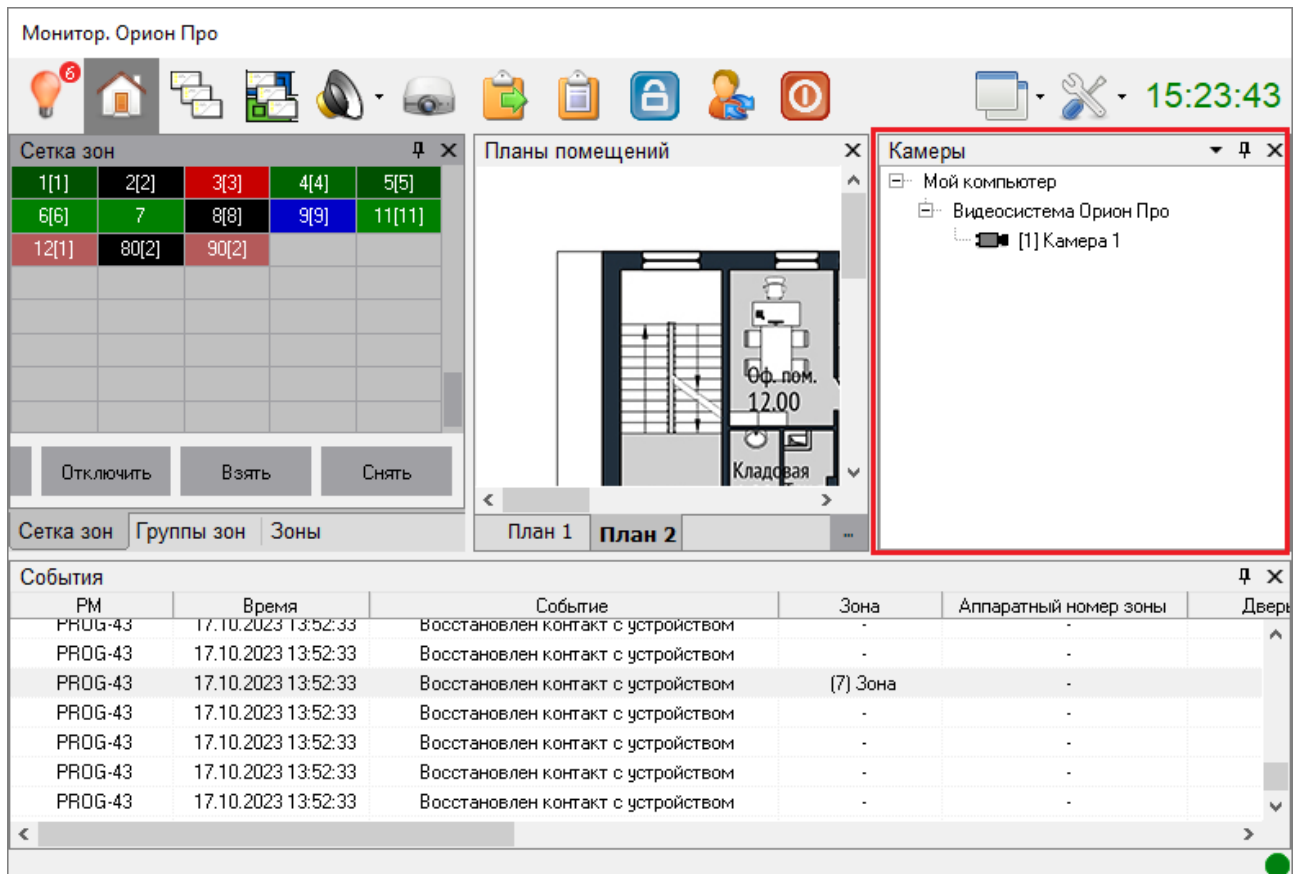 Монитор. Орион Про
6
15:23:43
Сетка зон
1[1] 2[2] 3[3] 4[4] 5[5]
6[6] 7 8[8] 9[9] 11[11]
12[1] 80[2] 90[2]
Отключить Взять Снять
Сетка зон Группы зон Зоны
Планы помещений
Оф. пом.
12.00
Кладовая
План 1 План 2 ...
Камеры
Мой компьютер
Видеосистема Орион Про
[1] Камера 1
События
РМ Время Событие Зона Аппаратный номер зоны Дверь
PROG-43 17.10.2023 13:52:33 Восстановлен контакт с устройством - -
PROG-43 17.10.2023 13:52:33 Восстановлен контакт с устройством - -
PROG-43 17.10.2023 13:52:33 Восстановлен контакт с устройством (7) Зона -
PROG-43 17.10.2023 13:52:33 Восстановлен контакт с устройством - -
PROG-43 17.10.2023 13:52:33 Восстановлен контакт с устройством - -
PROG-43 17.10.2023 13:52:33 Восстановлен контакт с устройством - -
PROG-43 17.10.2023 13:52:33 Восстановлен контакт с устройством - -